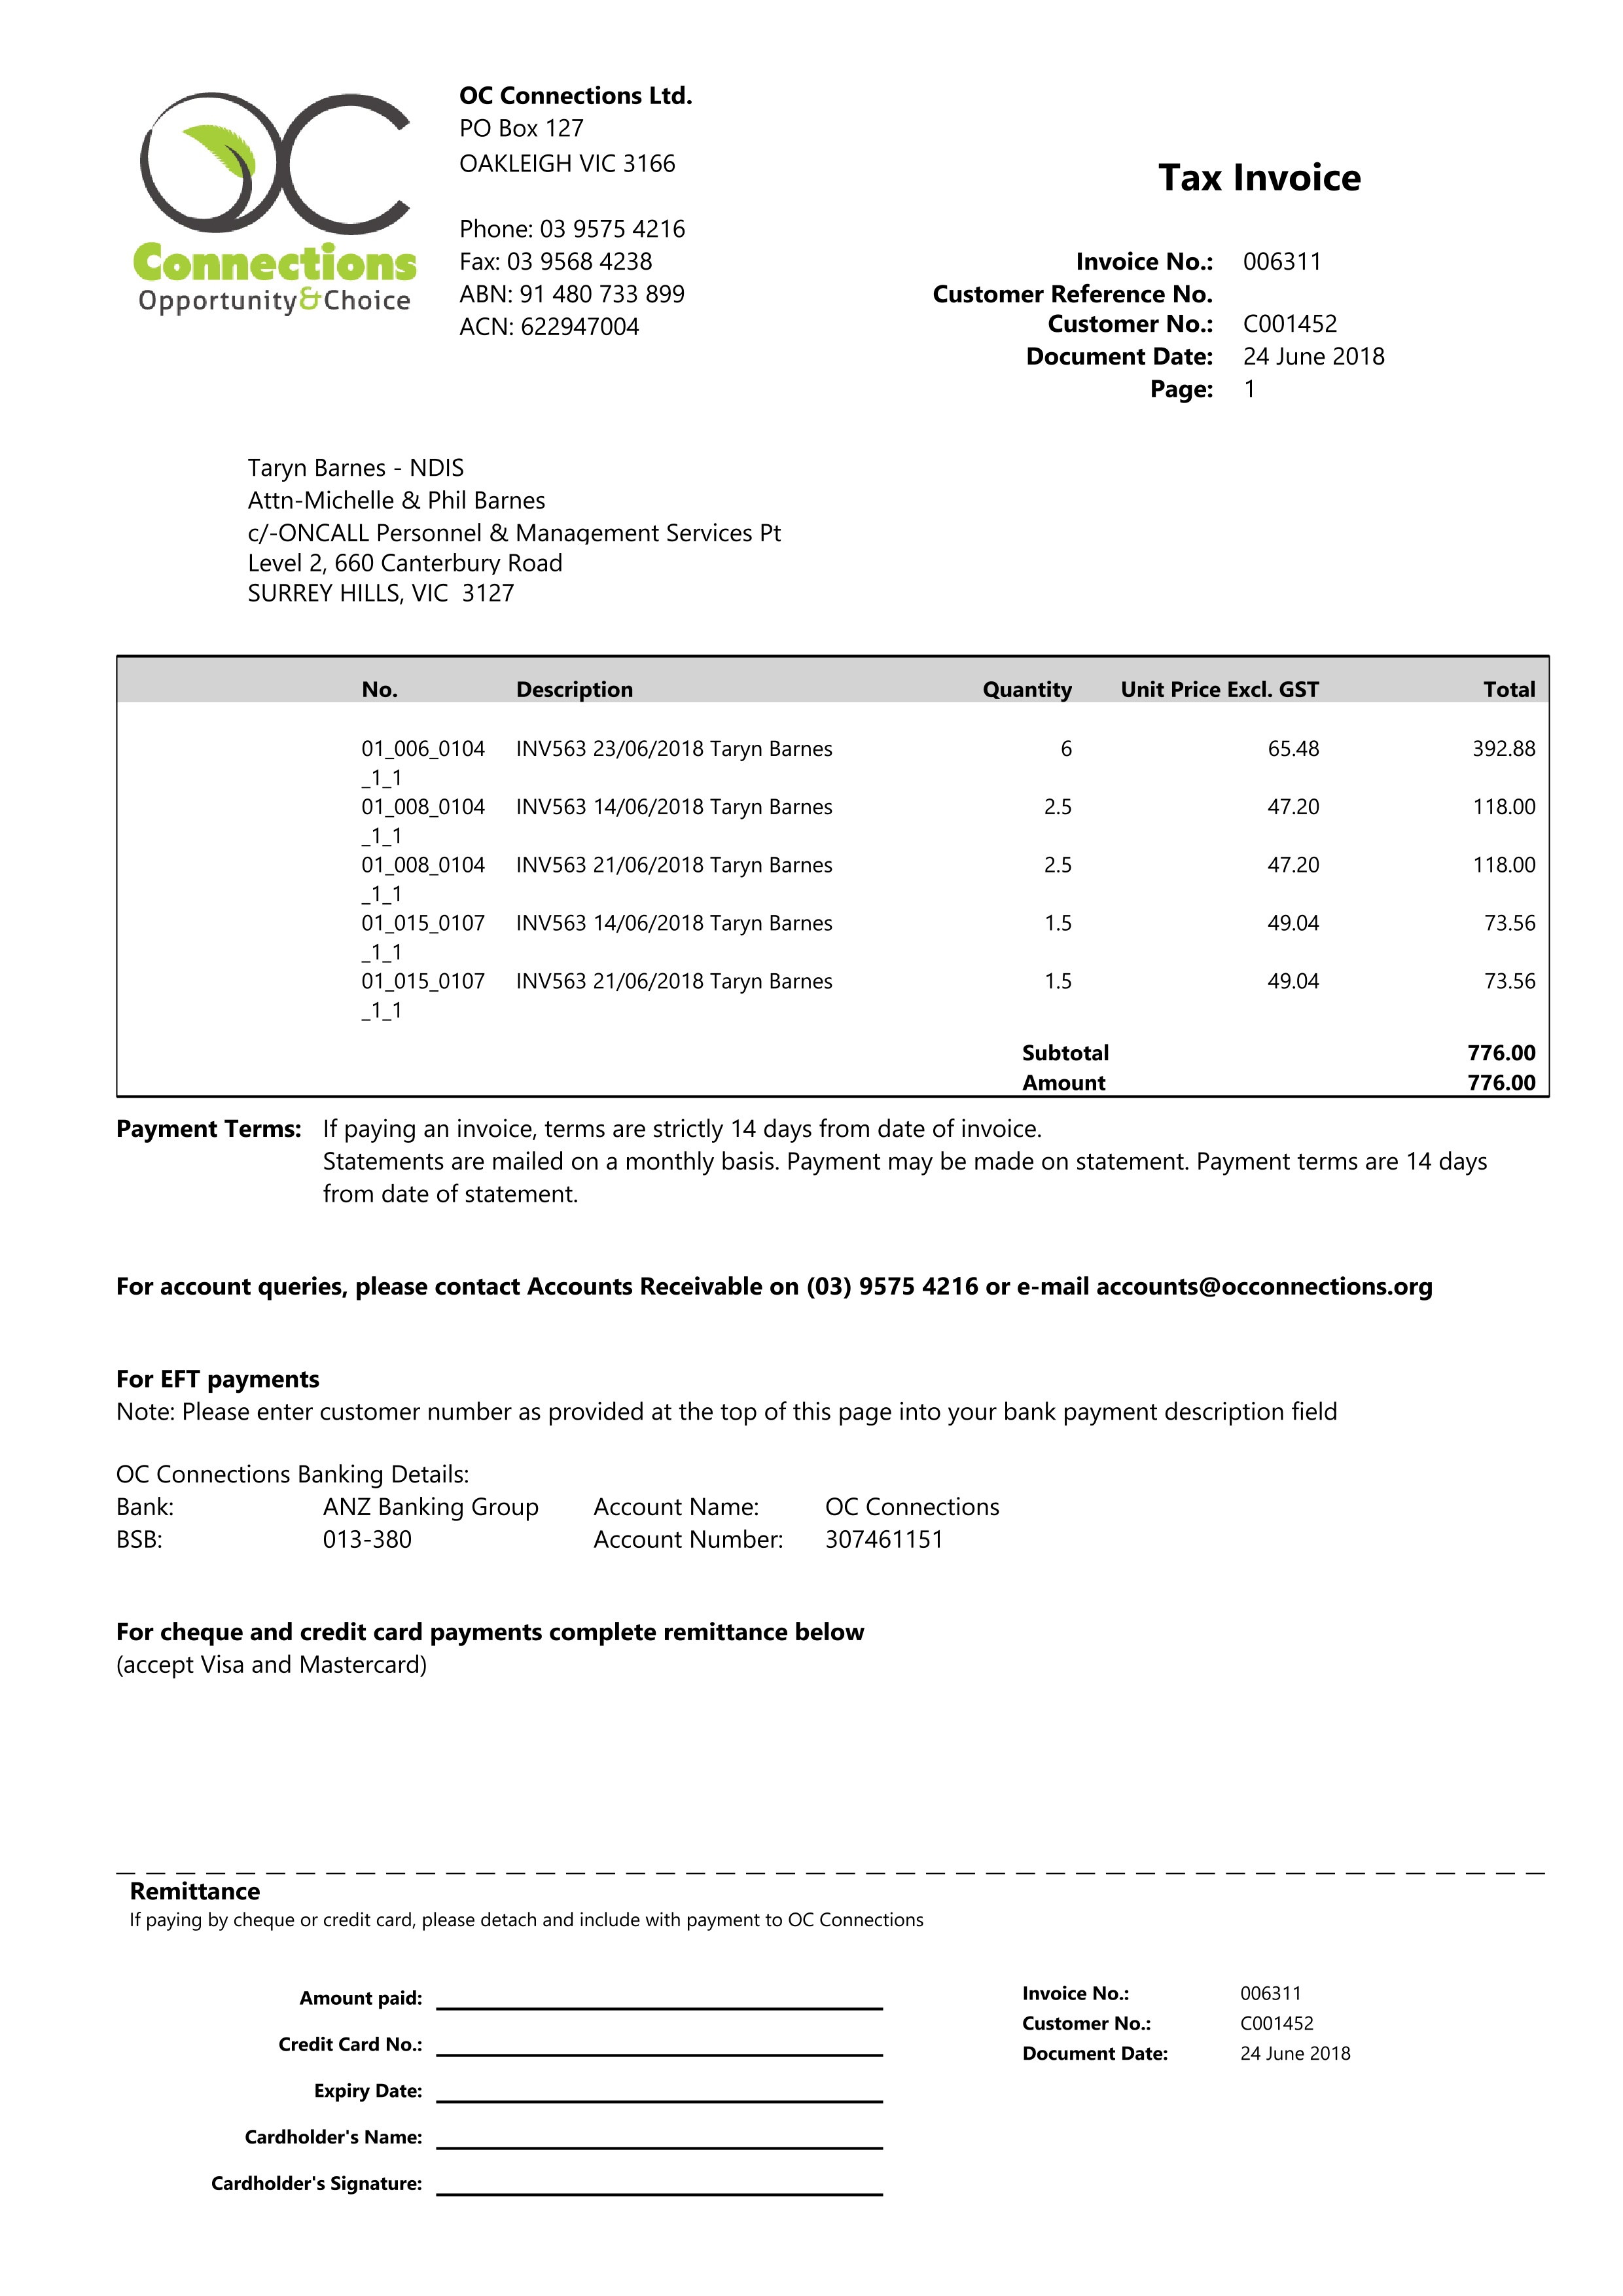 OC Connections Ltd.
PO Box 127
OAKLEIGH VIC 3166
Connections
Opportunity&Choice
Phone: 03 9575 4216
Fax: 03 9568 4238
ABN: 91 480 733 899
ACN: 622947004
Tax Invoice
Invoice No.: 006311
Customer Reference No.
Customer No.: C001452
Document Date: 24 June 2018
Page: 1
Taryn Barnes - NDIS
Attn-Michelle & Phil Barnes
c/-ONCALL Personnel & Management Services Pt
Level 2, 660 Canterbury Road
SURREY HILLS, VIC  3127
No. Description Quantity Unit Price Excl. GST Total
01_006_0104 INV563 23/06/2018 Taryn Barnes 6 65.48 392.88
_1_1
01_008_0104 INV563 14/06/2018 Taryn Barnes 2.5 47.20 118.00
_1_1
01_008_0104 INV563 21/06/2018 Taryn Barnes 2.5 47.20 118.00
_1_1
01_015_0107 INV563 14/06/2018 Taryn Barnes 1.5 49.04 73.56
_1_1
01_015_0107 INV563 21/06/2018 Taryn Barnes 1.5 49.04 73.56
_1_1
Subtotal 776.00
Amount 776.00
Payment Terms: If paying an invoice, terms are strictly 14 days from date of invoice.
Statements are mailed on a monthly basis. Payment may be made on statement. Payment terms are 14 days
from date of statement.
For account queries, please contact Accounts Receivable on (03) 9575 4216 or e-mail accounts@occonnections.org
For EFT payments
Note: Please enter customer number as provided at the top of this page into your bank payment description field
OC Connections Banking Details:
Bank: ANZ Banking Group Account Name: OC Connections
BSB: 013-380 Account Number: 307461151
For cheque and credit card payments complete remittance below
(accept Visa and Mastercard)
Remittance
If paying by cheque or credit card, please detach and include with payment to OC Connections
Amount paid:
Credit Card No.:
Expiry Date:
Cardholder's Name:
Cardholder's Signature:
Invoice No.: 006311
Customer No.: C001452
Document Date: 24 June 2018